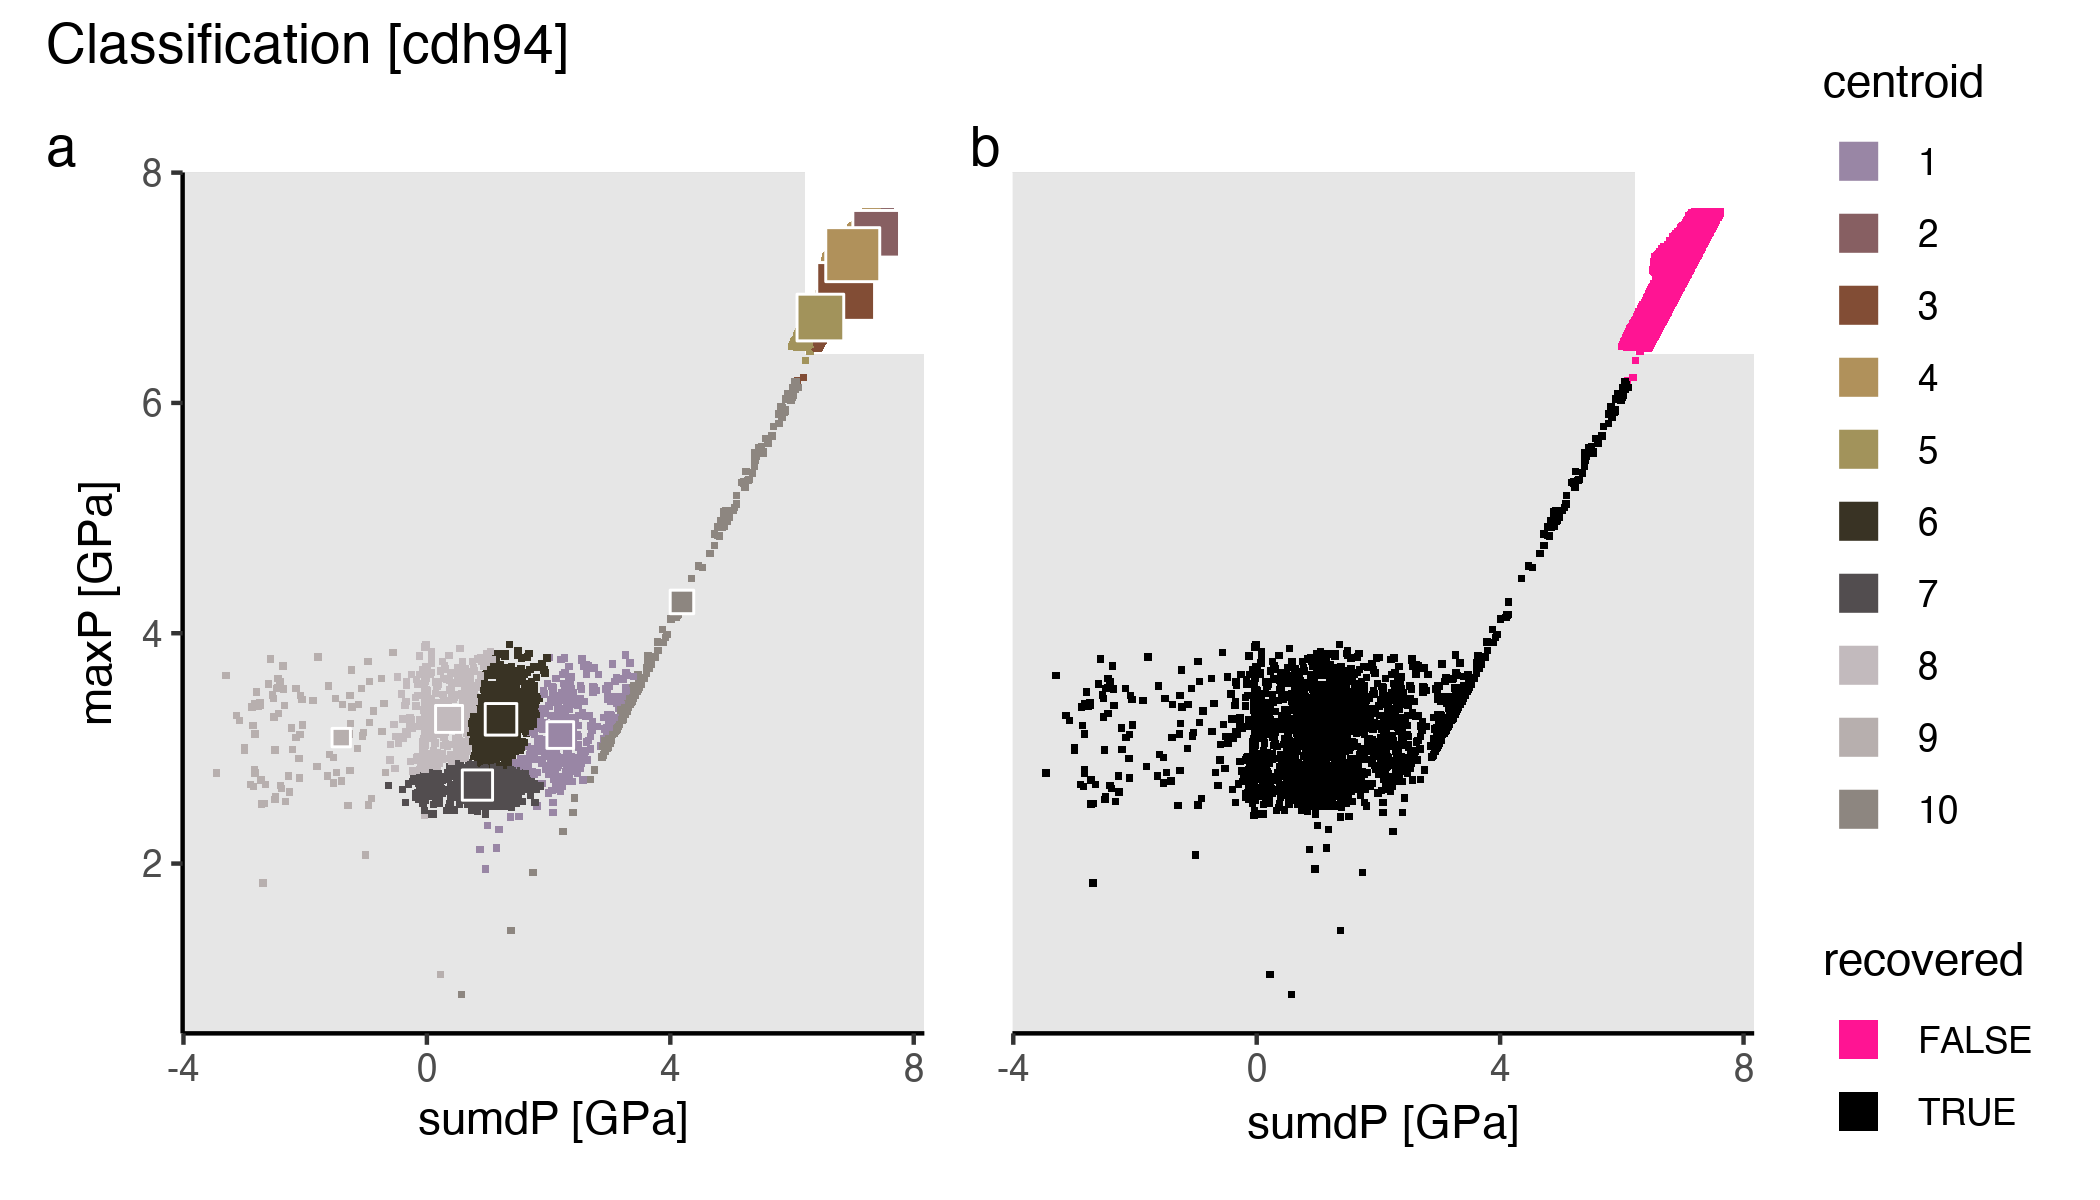 Classification [cdh94]
a
b
8
6
4
2
maxP [GPa]
-4 0 4 8
sumdP [GPa]
-4 0 4 8
sumdP [GPa]
centroid
1
2
3
4
5
6
7
8
9
10
recovered
FALSE
TRUE